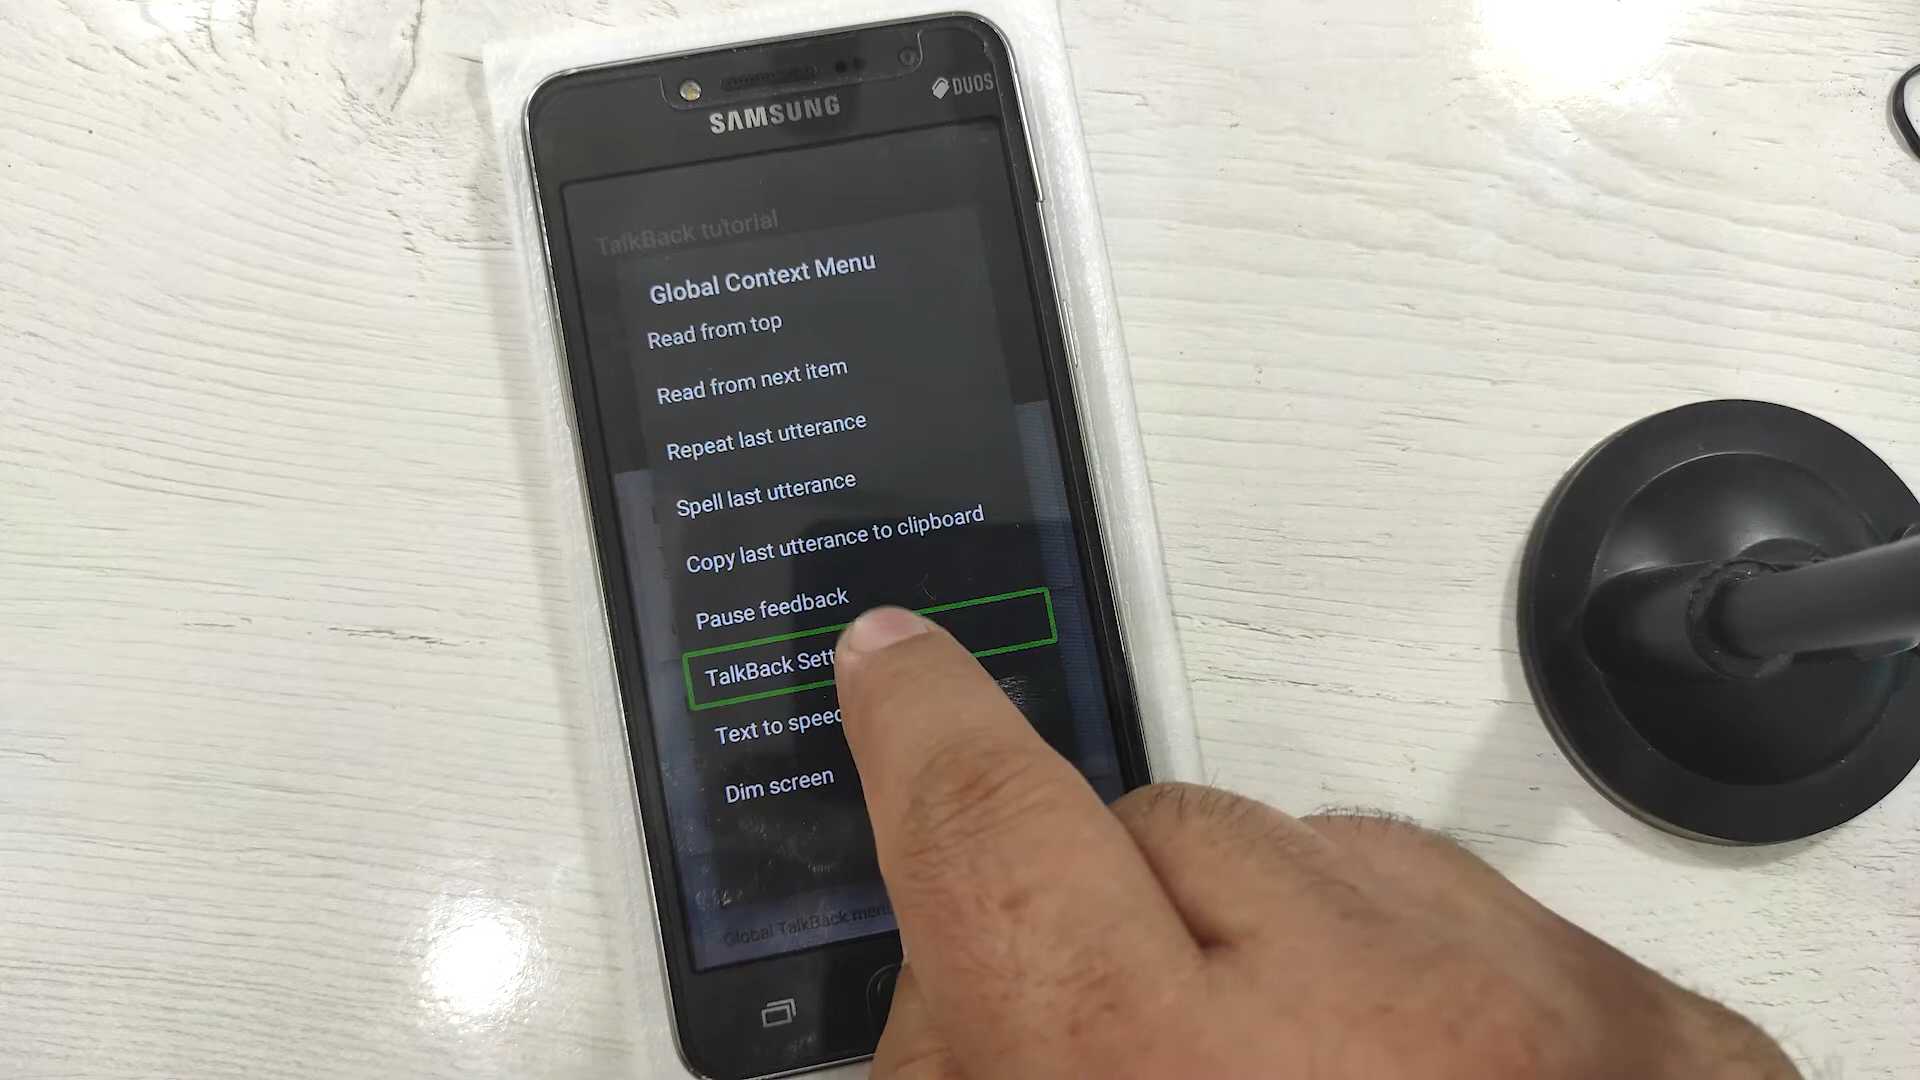 SAMSUNG
DUOS
TalkBack tutorial
Global Context Menu
Read from top
Read from next item
Repeat last utterance
Spell last utterance
Copy last utterance to clipboard
Pause feedback
TalkBack Sett
Text to speec
Dim screen
Global TalkBack menu